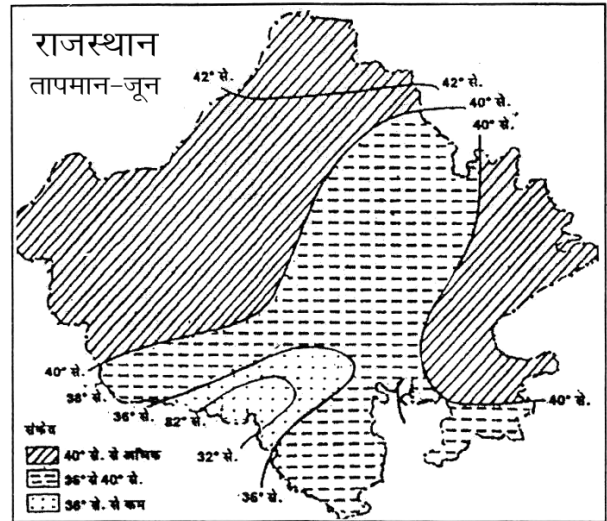 राजस्थान
तापमान-जून
42° से.
42° से.
40° से.
40° से.
40° से.
38° से.
36° से.
32° से.
32° से.
36° से.
40° से.
संकेत
40° से. से अधिक
36° से 40° से.
36° से. से कम